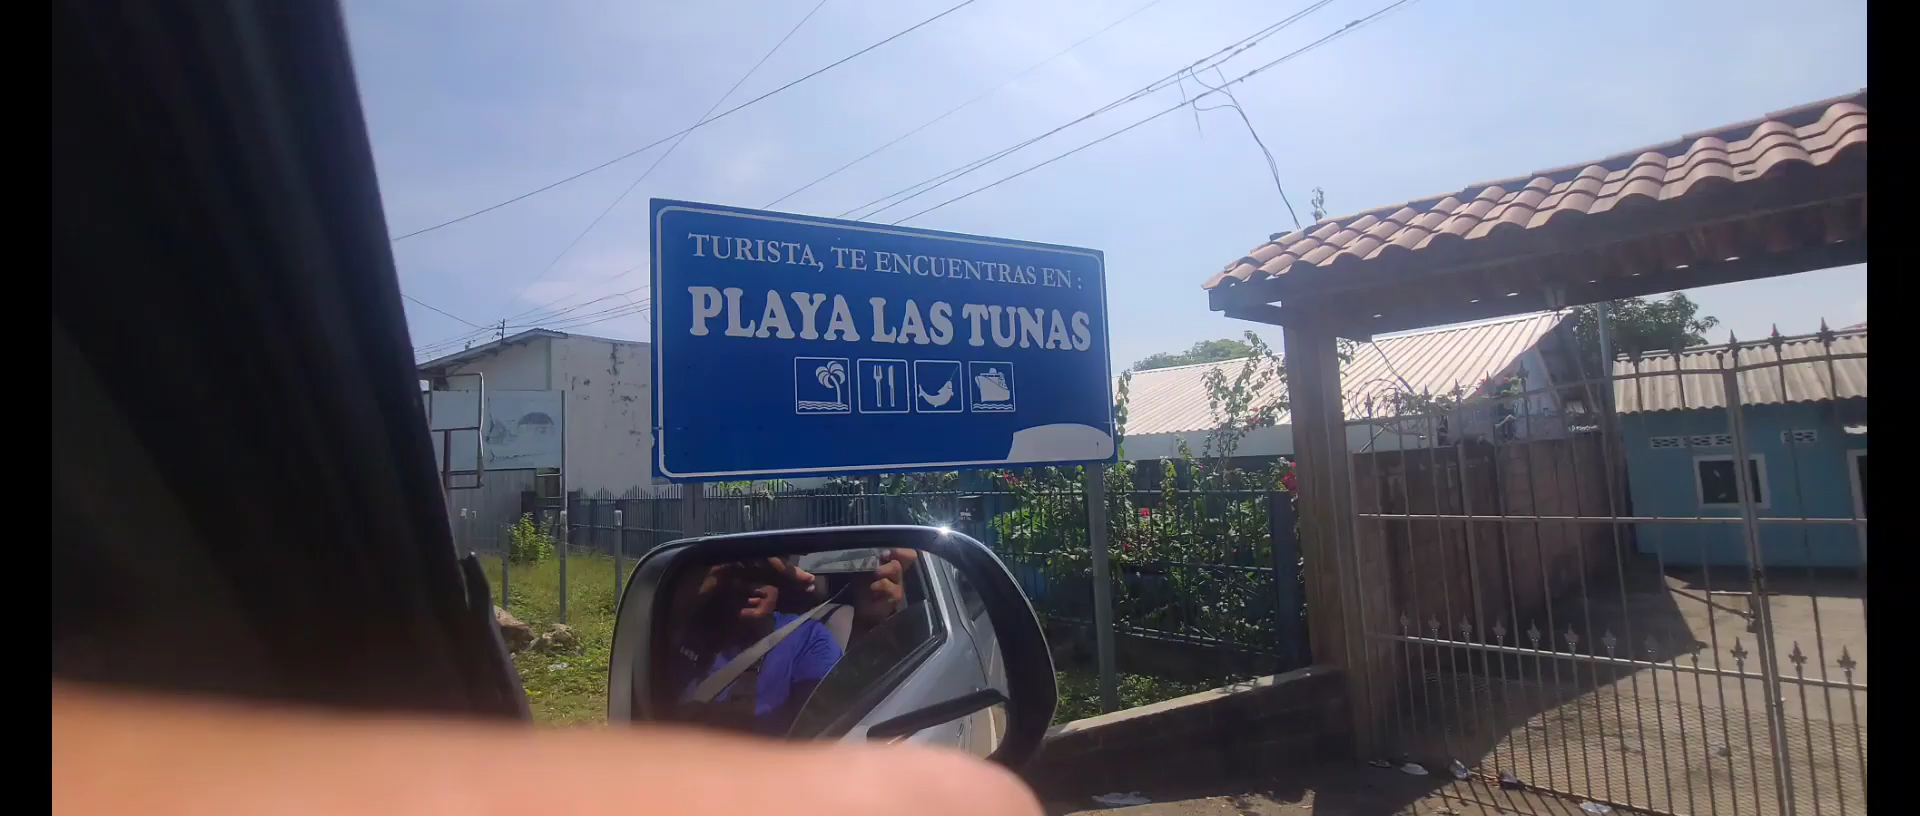 TURISTA, TE ENCUENTRAS EN :
PLAYA LAS TUNAS